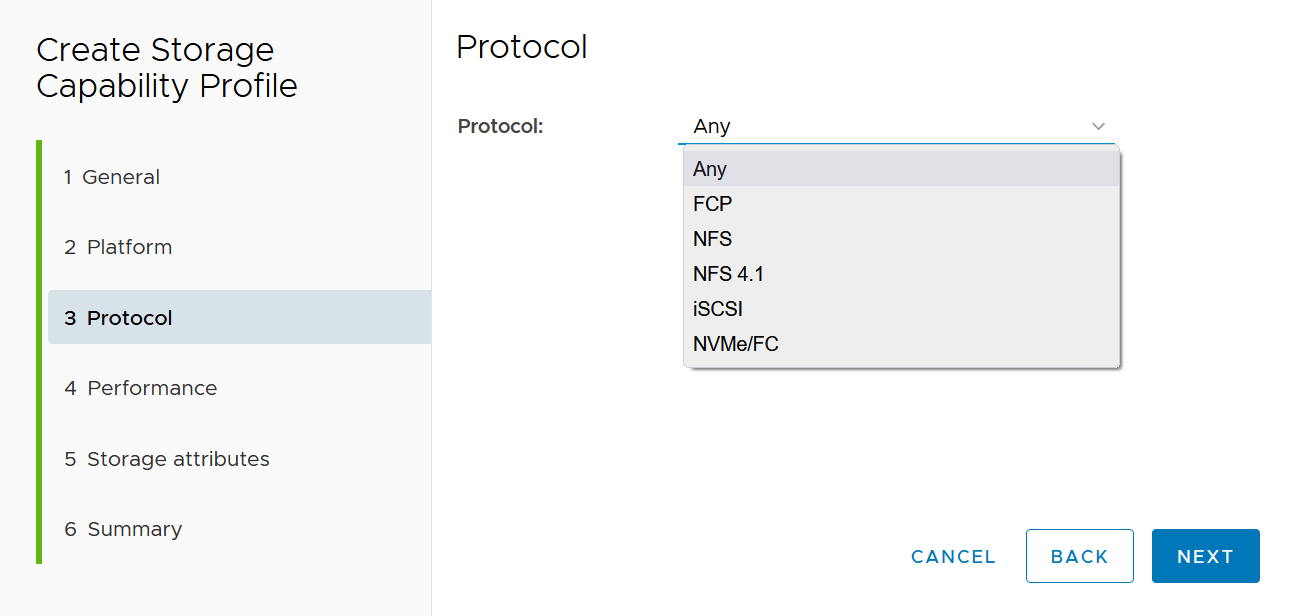 Create Storage
Capability Profile
1 General
2 Platform
3 Protocol
4 Performance
5 Storage attributes
6 Summary
Protocol
Protocol:
Any
Any
FCP
NFS
NFS 4.1
iSCSI
NVMe/FC
CANCEL
BACK
NEXT